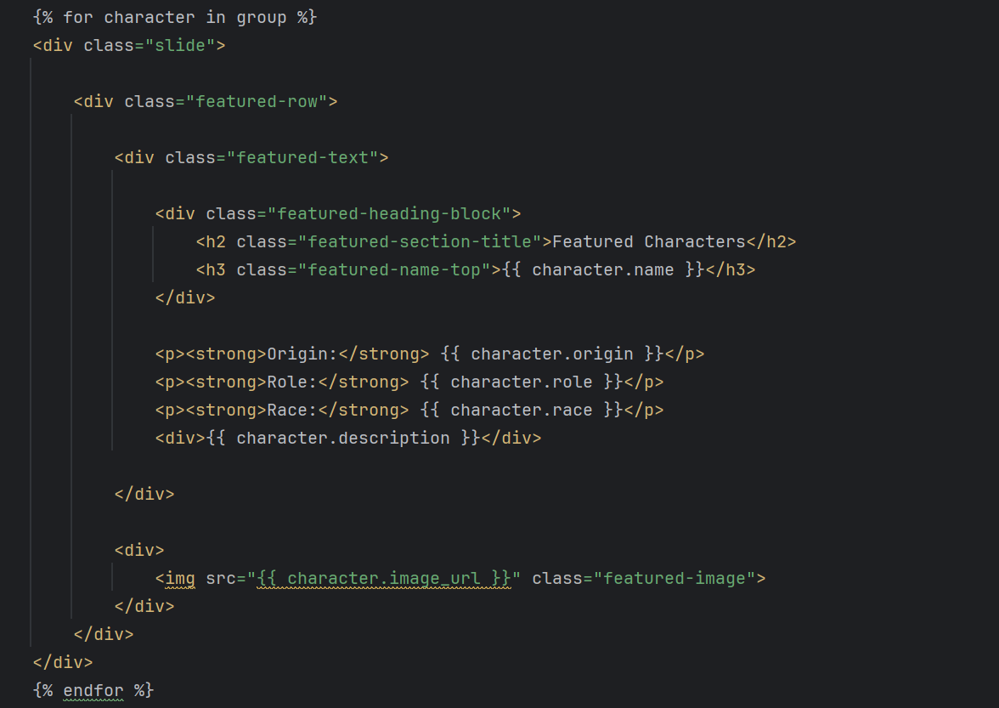 {% for character in group %}
<div class="slide">
<div class="featured-row">
<div class="featured-text">
<div class="featured-heading-block">
<h2 class="featured-section-title">Featured Characters</h2>
<h3 class="featured-name-top">{{ character.name }}</h3>
</div>
<p><strong>Origin:</strong> {{ character.origin }}</p>
<p><strong>Role:</strong> {{ character.role }}</p>
<p><strong>Race:</strong> {{ character.race }}</p>
<div>{{ character.description }}</div>
</div>
<div>
<img src="{{ character.image_url }}" class="featured-image">
</div>
</div>
</div>
{% endfor %}